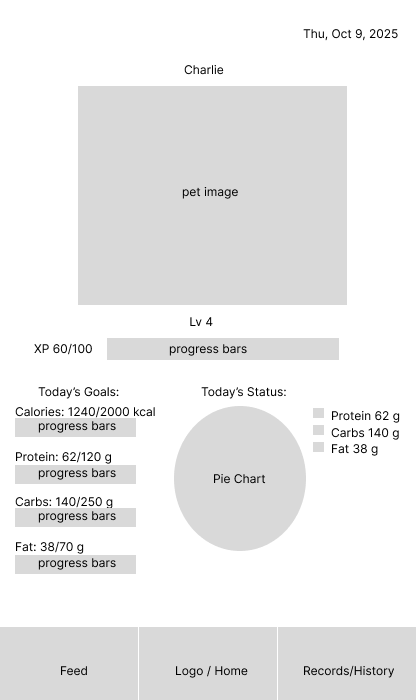 Thu, Oct 9, 2025
Charlie
pet image
Lv 4
XP 60/100
progress bars
Today's Goals:
Calories: 1240/2000 kcal
progress bars
Protein: 62/120 g
progress bars
Carbs: 140/250 g
progress bars
Fat: 38/70 g
progress bars
Today's Status:
Pie Chart
Protein 62 g
Carbs 140 g
Fat 38 g
Feed
Logo / Home
Records/History